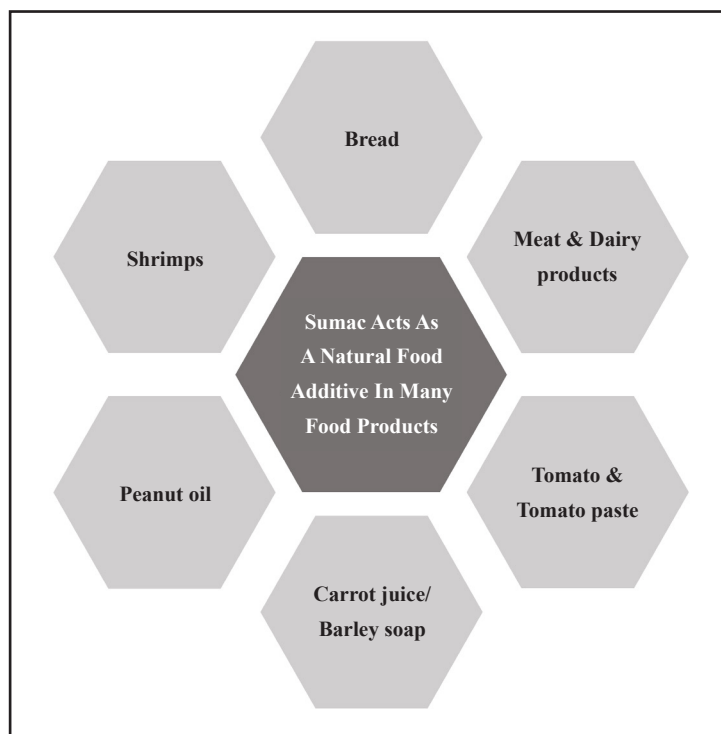 Bread
Meat & Dairy
products
Tomato &
Tomato paste
Carrot juice/
Barley soap
Peanut oil
Shrimps
Sumac Acts As
A Natural Food
Additive In Many
Food Products